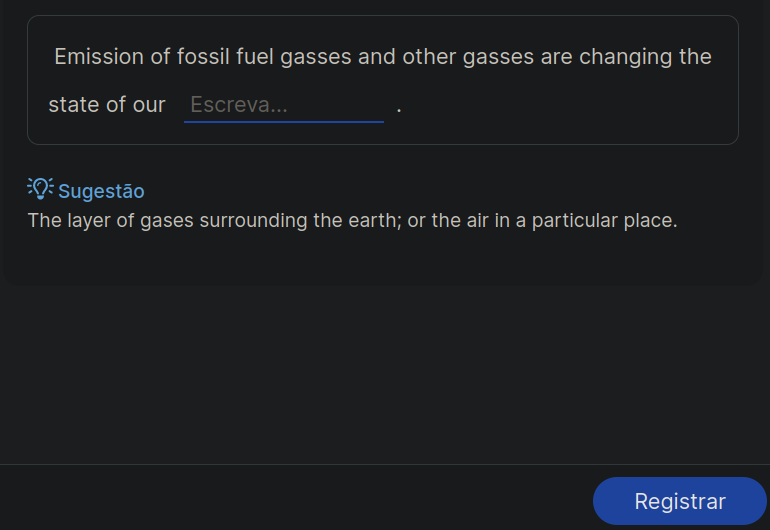 Emission of fossil fuel gasses and other gasses are changing the
state of our Escreva... .
Sugestão
The layer of gases surrounding the earth; or the air in a particular place.
Registrar